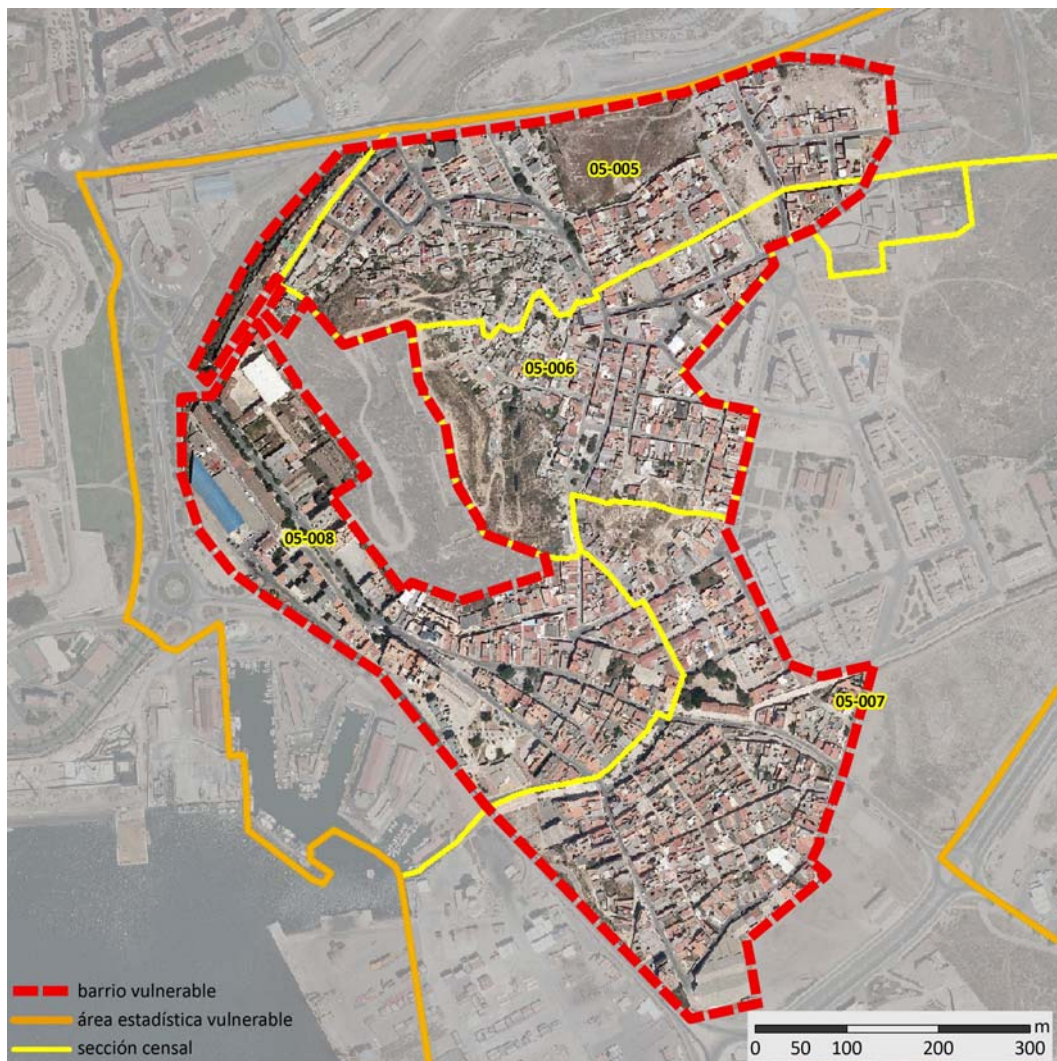 05-005
05-006
05-008
05-007
barrio vulnerable
área estadística vulnerable
sección censal
m
0 50 100 200 300